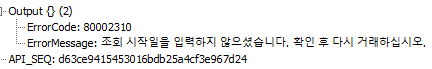 Output {} (2)
ErrorCode: 80002310
ErrorMessage: 조회 시작일을 입력하지 않으셨습니다. 확인 후 다시 거래하십시오.
API_SEQ: d63ce9415453016bdb25a4cf3e967d24